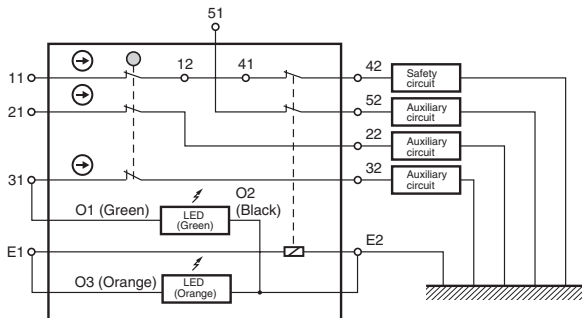 51
11
12
41
42
Safety
circuit
21
52
Auxiliary
circuit
22
Auxiliary
circuit
31
32
Auxiliary
circuit
O1 (Green)
LED
(Green)
O2
(Black)
E1
E2
O3 (Orange)
LED
(Orange)